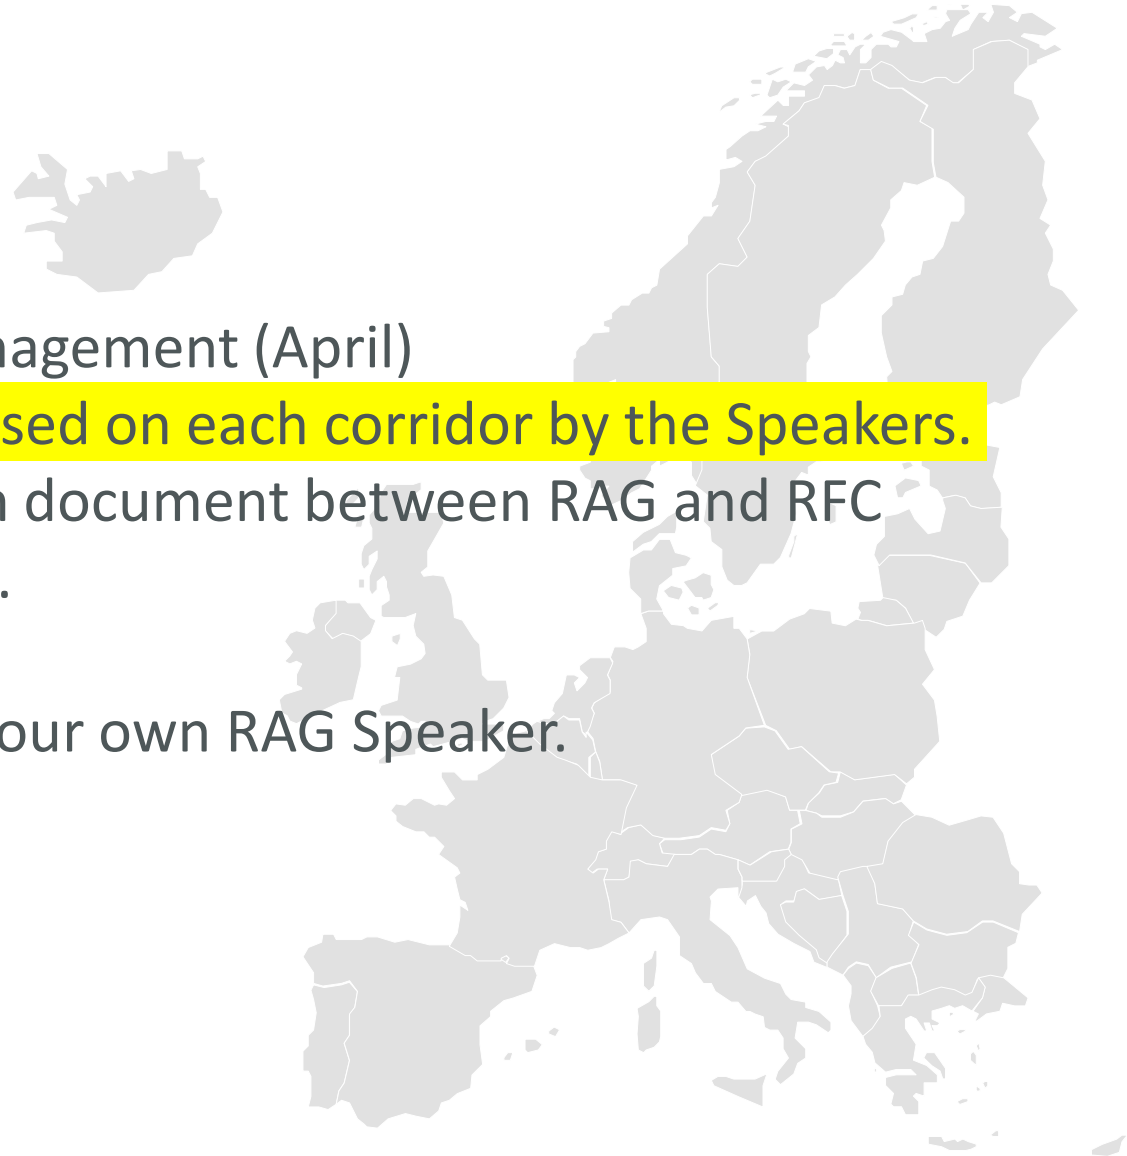 nagement (April)
sed on each corridor by the Speakers.
document between RAG and RFC
.
our own RAG Speaker.